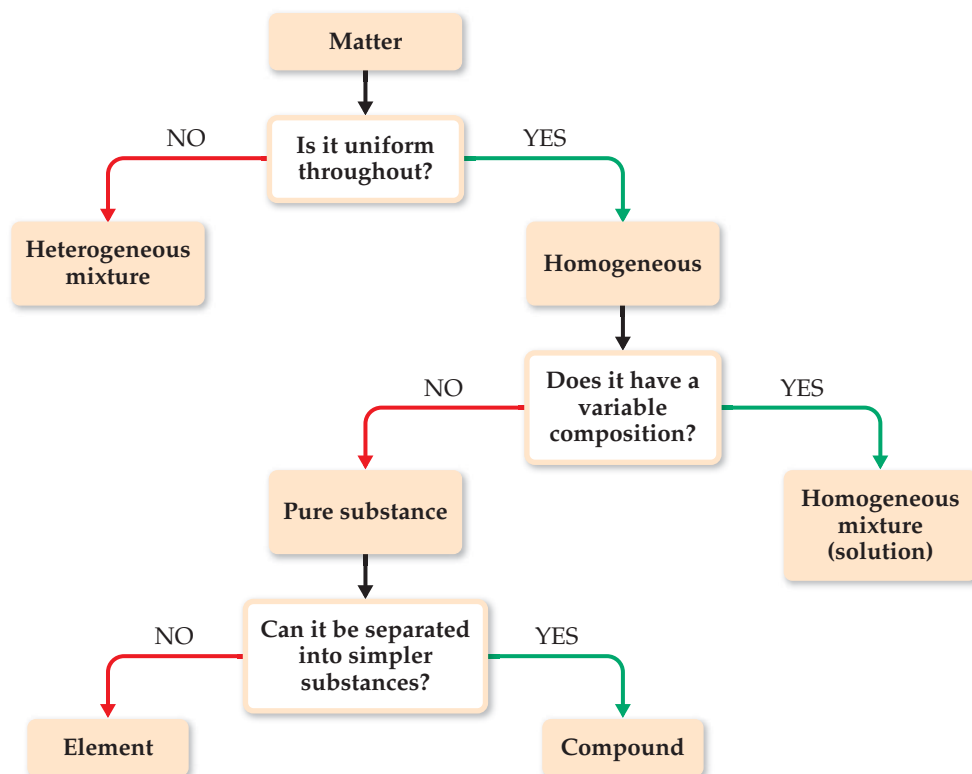 Matter
NO
Is it uniform
throughout?
YES
Heterogeneous
mixture
Homogeneous
NO
Does it have a
variable
composition?
YES
Pure substance
Homogeneous
mixture
(solution)
NO
Can it be separated
into simpler
substances?
YES
Element
Compound